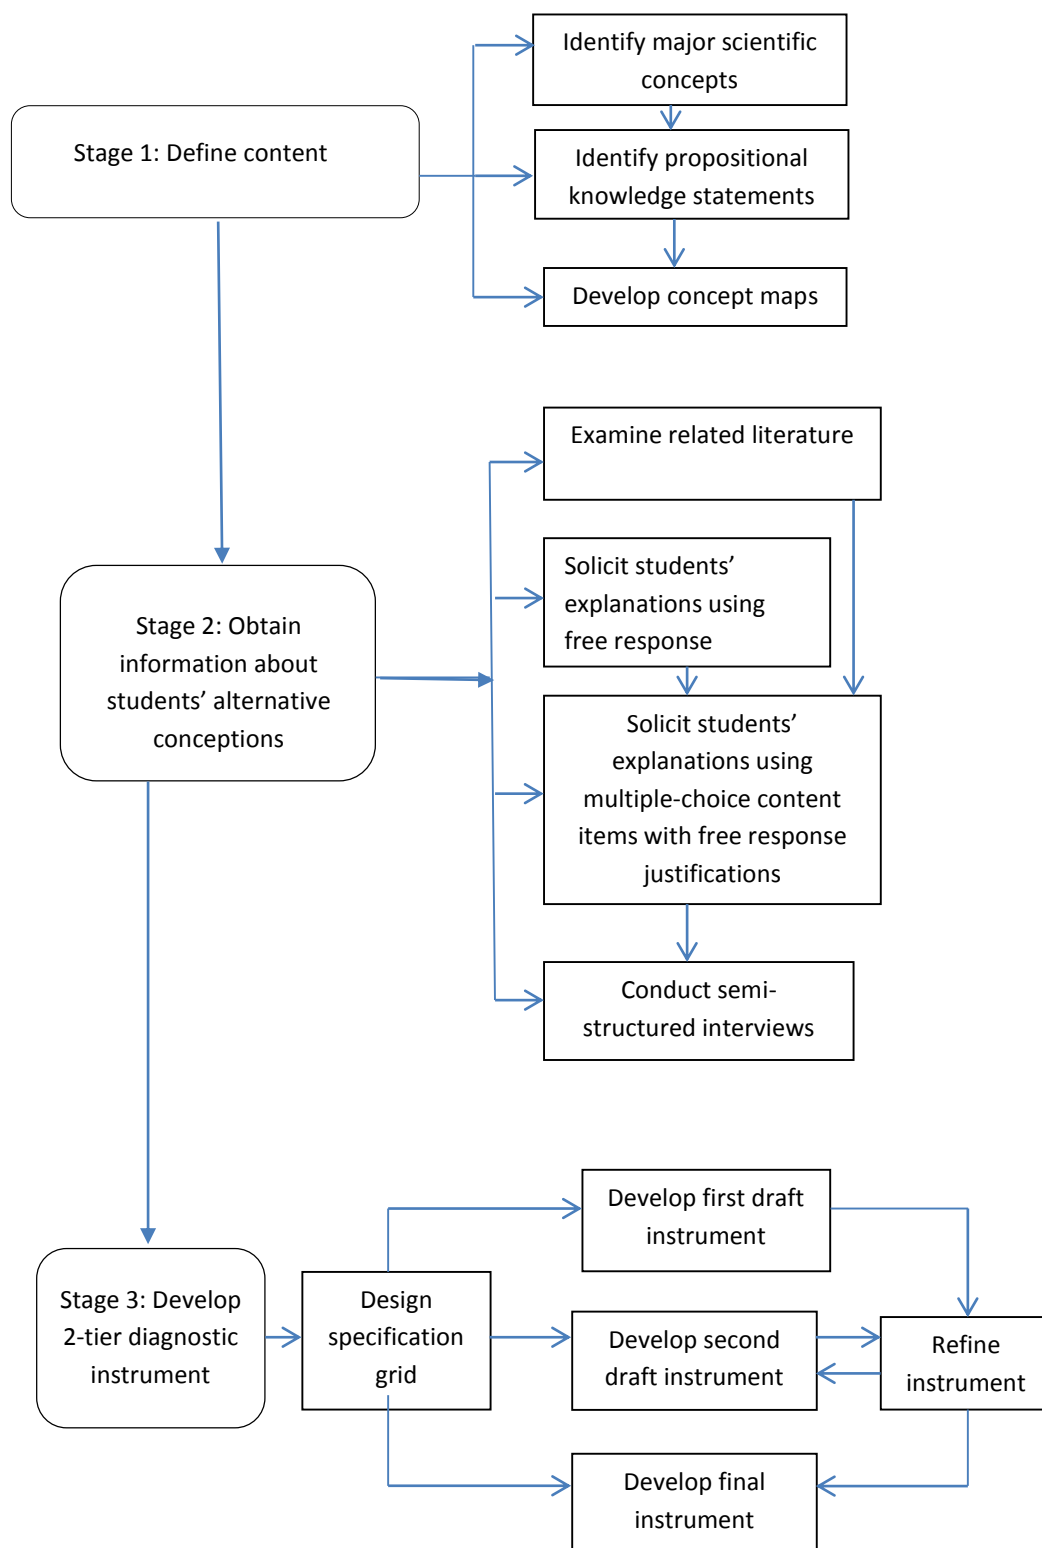 Identify major scientific
concepts
Stage 1: Define content
Identify propositional
knowledge statements
Develop concept maps
Examine related literature
Solicit students’
explanations using
free response
Stage 2: Obtain
information about
students’ alternative
conceptions
Solicit students’
explanations using
multiple-choice content
items with free response
justifications
Conduct semi-
structured interviews
Develop first draft
instrument
Stage 3: Develop
2-tier diagnostic
instrument
Design
specification
grid
Develop second
draft instrument
Refine
instrument
Develop final
instrument